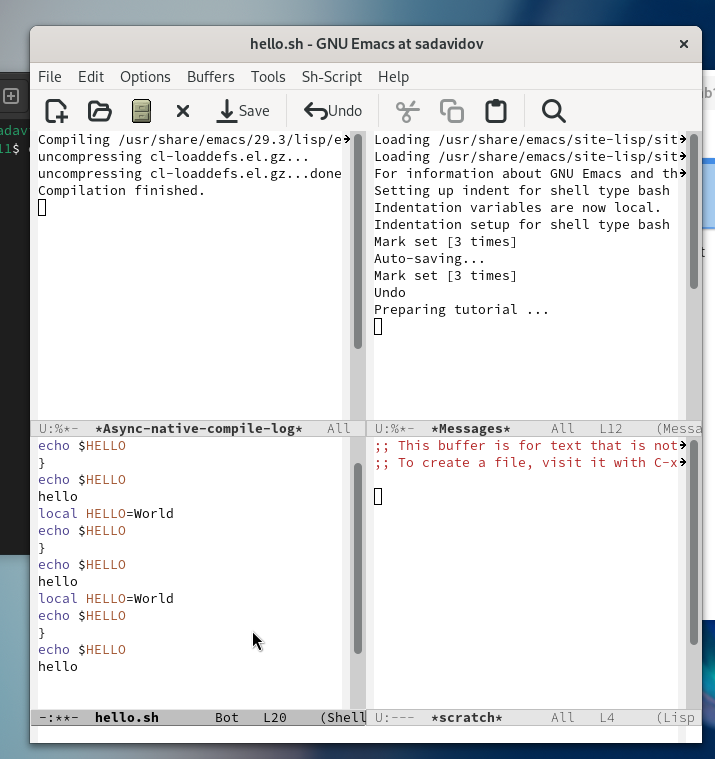 hello.sh - GNU Emacs at sadavidov
File Edit Options Buffers Tools Sh-Script Help
Save Undo
Compiling /usr/share/emacs/29.3/lisp/e
uncompressing cl-loaddefs.el.gz...
uncompressing cl-loaddefs.el.gz...done
Compilation finished.
U:%*- *Async-native-compile-log* All
Loading /usr/share/emacs/site-lisp/sit
Loading /usr/share/emacs/site-lisp/sit
For information about GNU Emacs and th
Setting up indent for shell type bash
Indentation variables are now local.
Indentation setup for shell type bash
Mark set [3 times]
Auto-saving...
Mark set [3 times]
Undo
Preparing tutorial ...
U:%*- *Messages* All L12 (Messa
echo $HELLO
}
echo $HELLO
hello
local HELLO=World
echo $HELLO
}
echo $HELLO
hello
local HELLO=World
echo $HELLO
}
echo $HELLO
hello
-:**- hello.sh Bot L20 (Shell
;; This buffer is for text that is not
;; To create a file, visit it with C-x
U:--- *scratch* All L4 (Lisp
adav